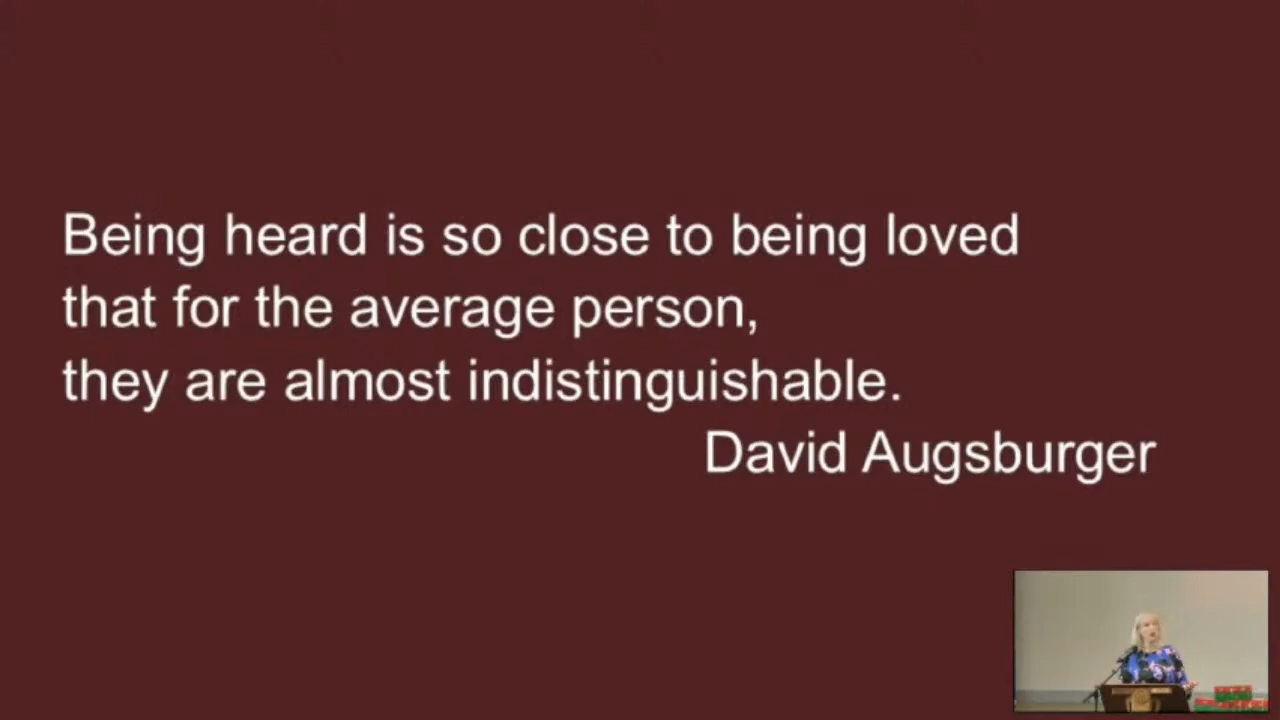 Being heard is so close to being loved
that for the average person,
they are almost indistinguishable.
David Augsburger